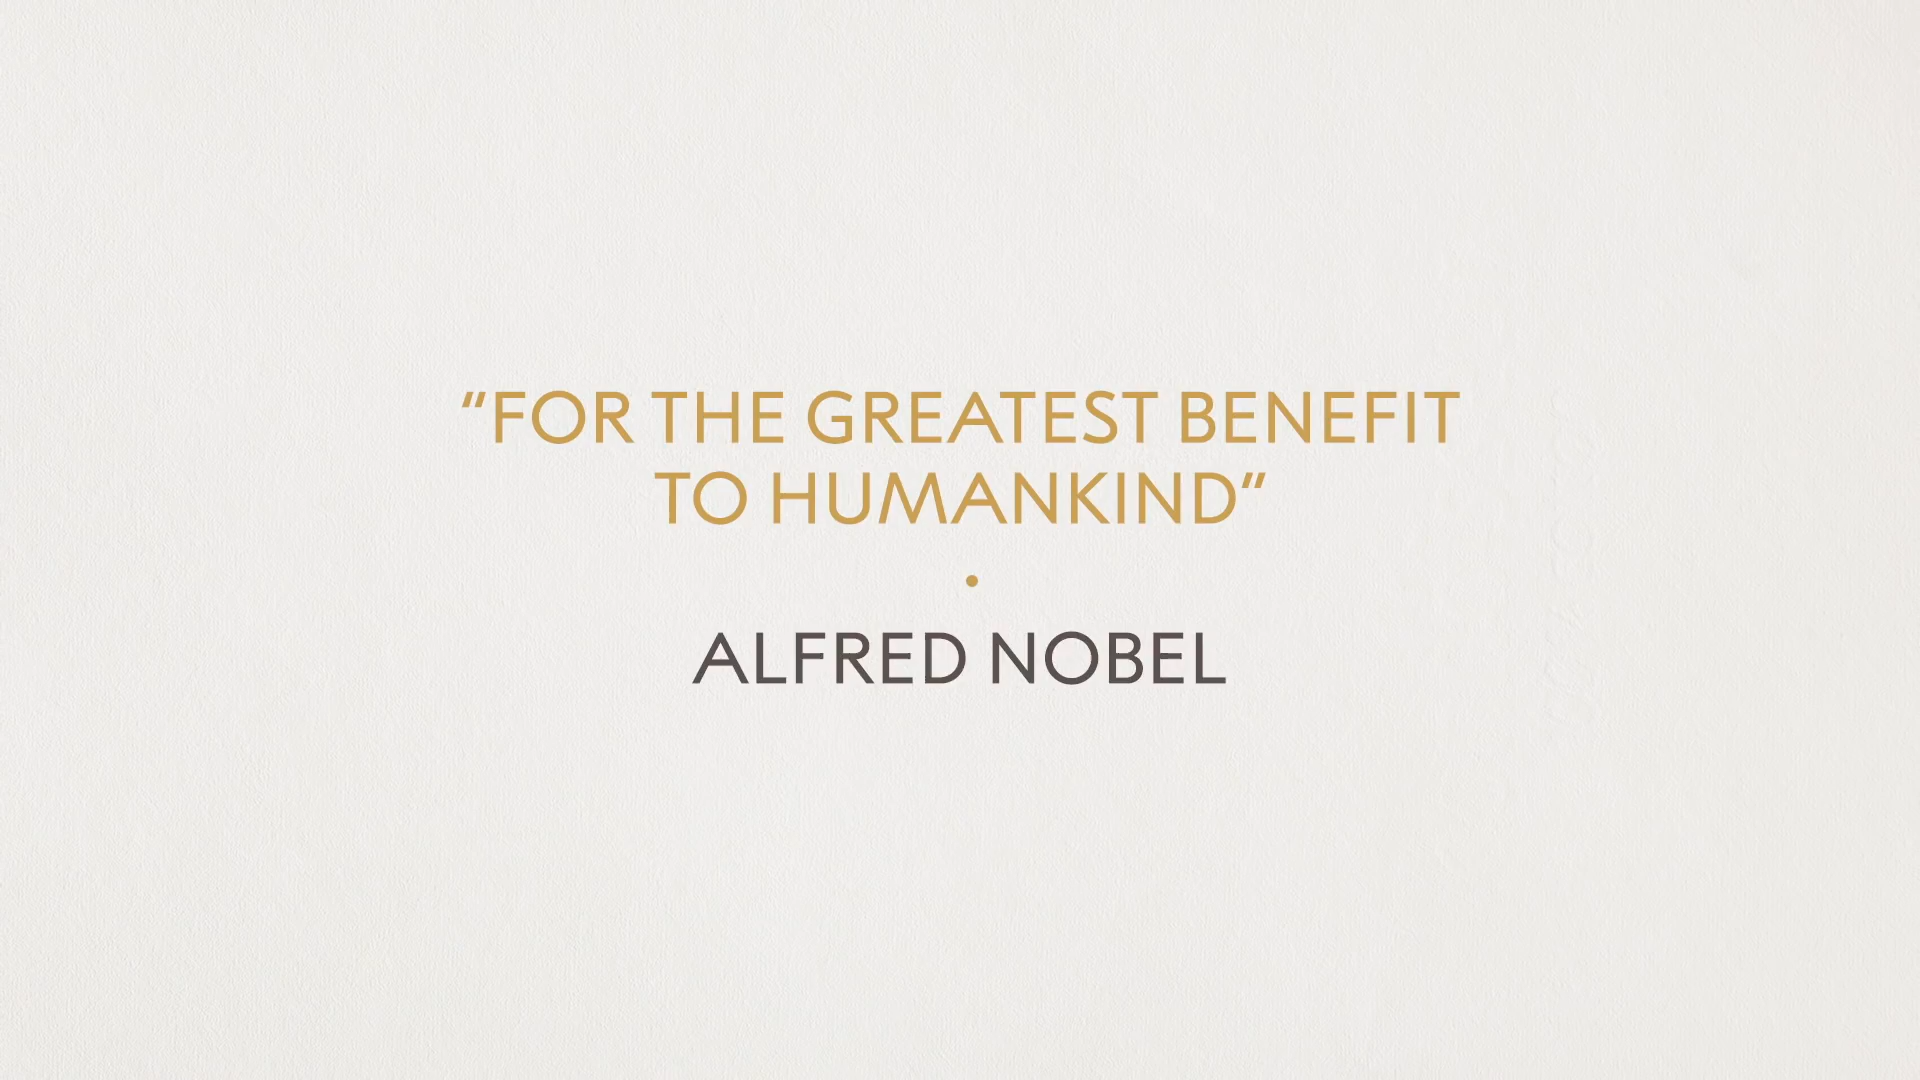 “FOR THE GREATEST BENEFIT
TO HUMANKIND”
•
ALFRED NOBEL